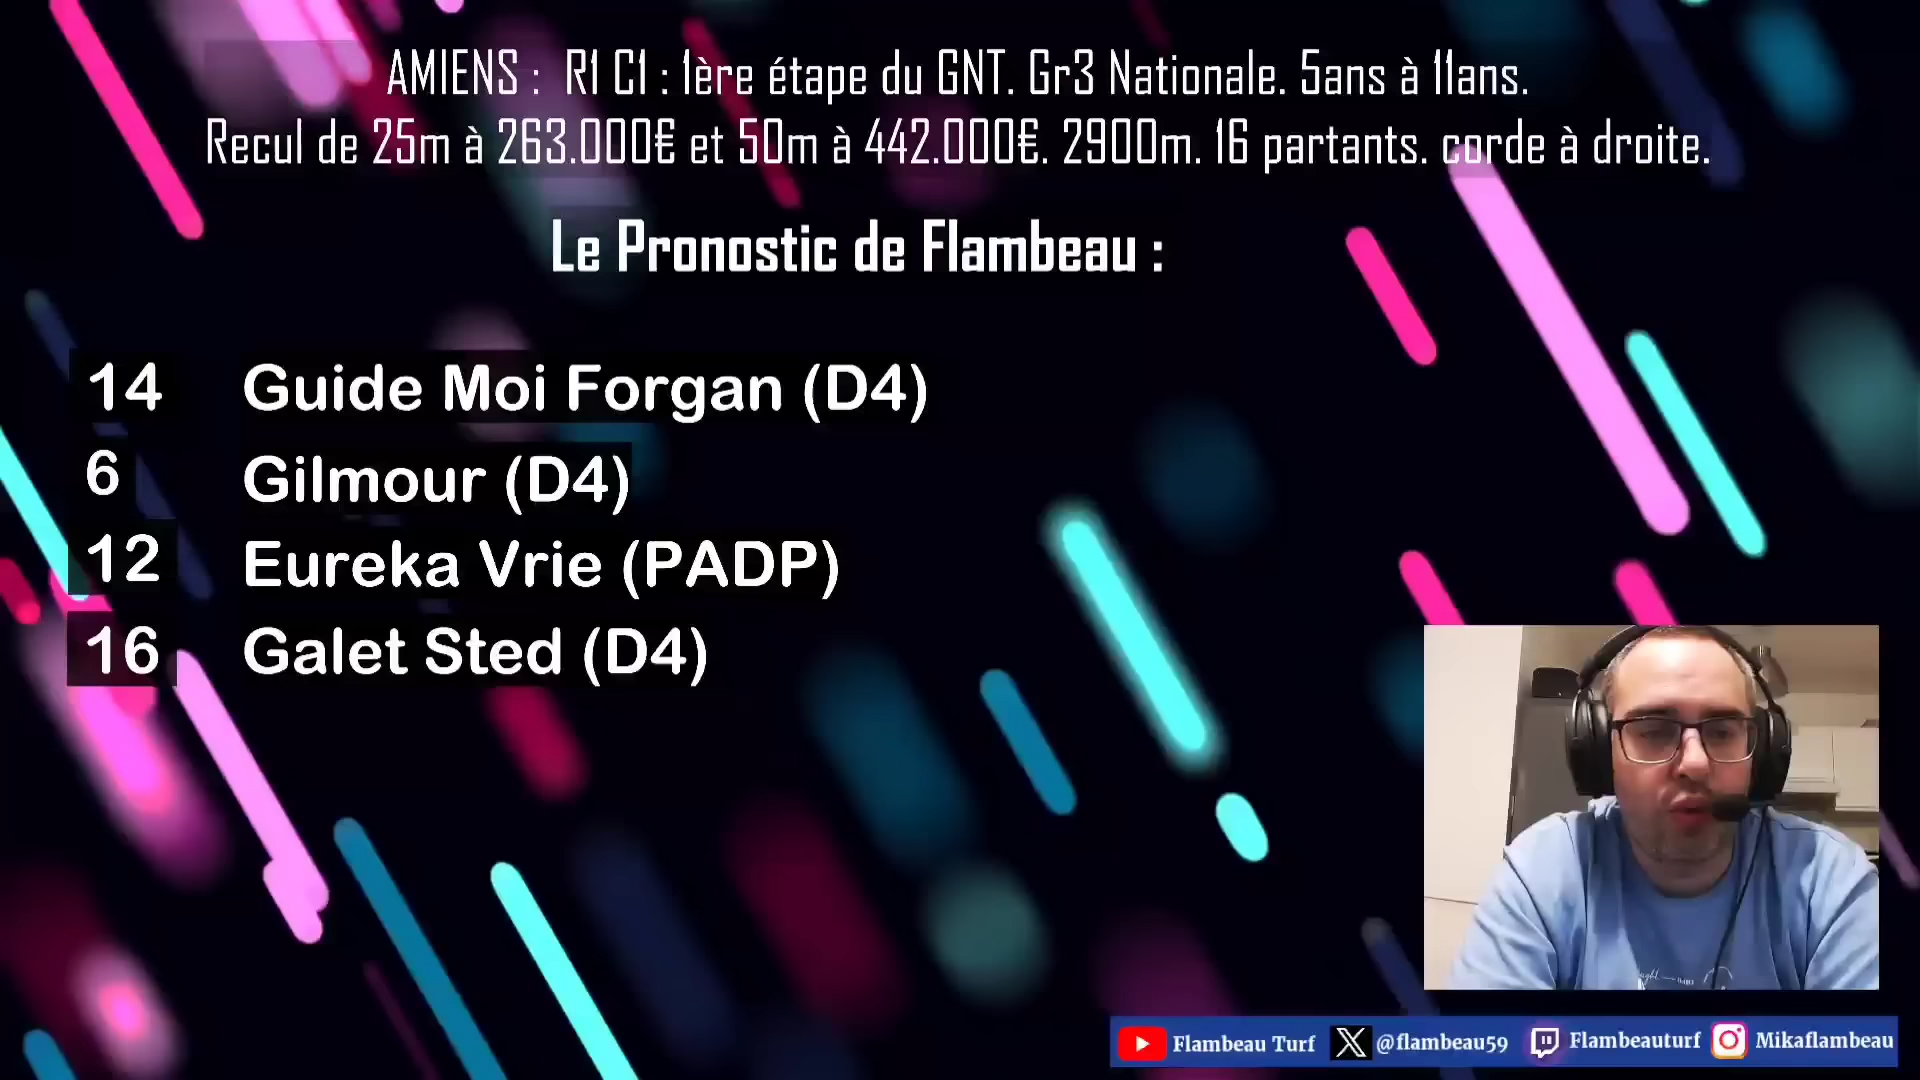 AMIENS : R1 C1 : 1ère étape du GNT. Gr3 Nationale. 5ans à 11ans.
Recul de 25m à 263.000€ et 50m à 442.000€. 2900m. 16 partants. corde à droite.
Le Pronostic de Flambeau :
14 Guide Moi Forgan (D4)
6 Gilmour (D4)
12 Eureka Vrie (PADP)
16 Galet Sted (D4)
Flambeau Turf @flambeau59 Flambeauturf Mikaflambeau